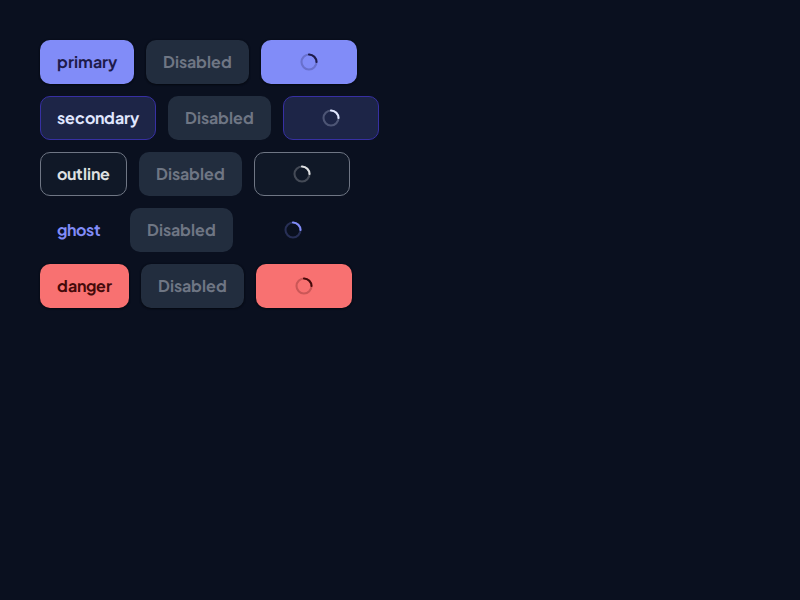 primary Disabled
secondary Disabled
outline Disabled
ghost Disabled
danger Disabled